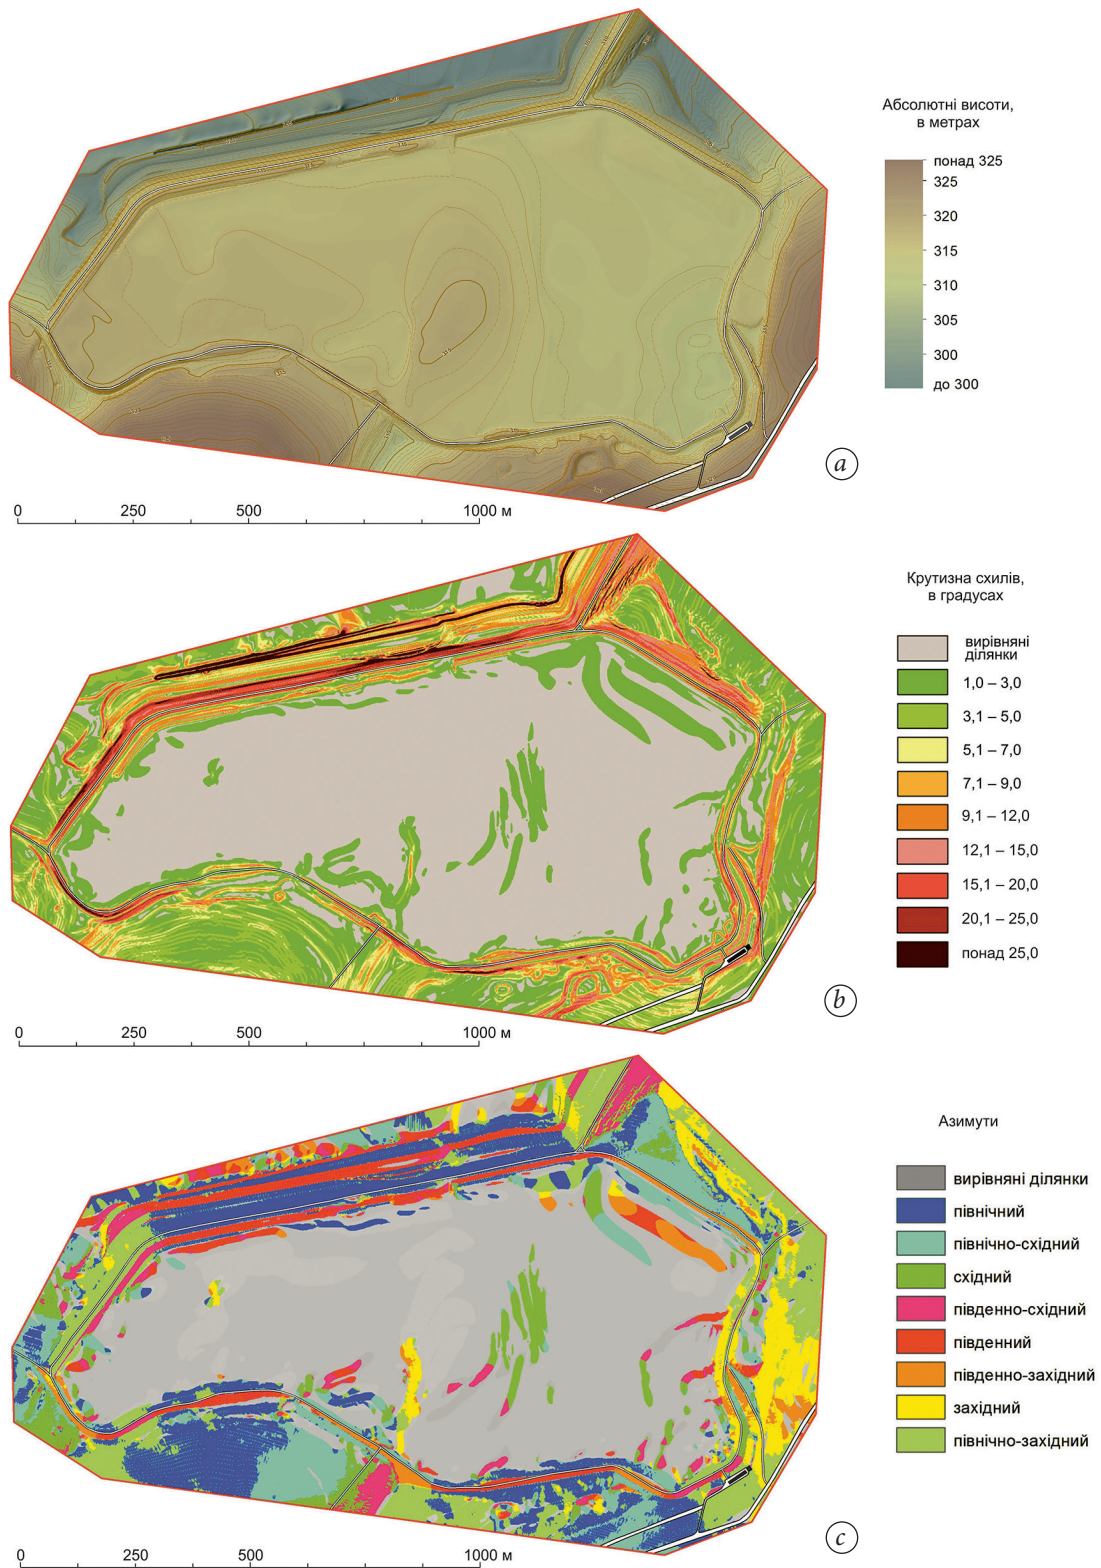 Абсолютні висоти,
в метрах
понад 325
325
320
315
310
305
300
до 300
a
0 250 500 1000 м
Крутизна схилів,
в градусах
вирівняні
ділянки
1,0 – 3,0
3,1 – 5,0
5,1 – 7,0
7,1 – 9,0
9,1 – 12,0
12,1 – 15,0
15,1 – 20,0
20,1 – 25,0
понад 25,0
b
0 250 500 1000 м
Азимути
вирівняні ділянки
північний
північно-східний
східний
південно-східний
південний
південно-західний
західний
північно-західний
c
0 250 500 1000 м